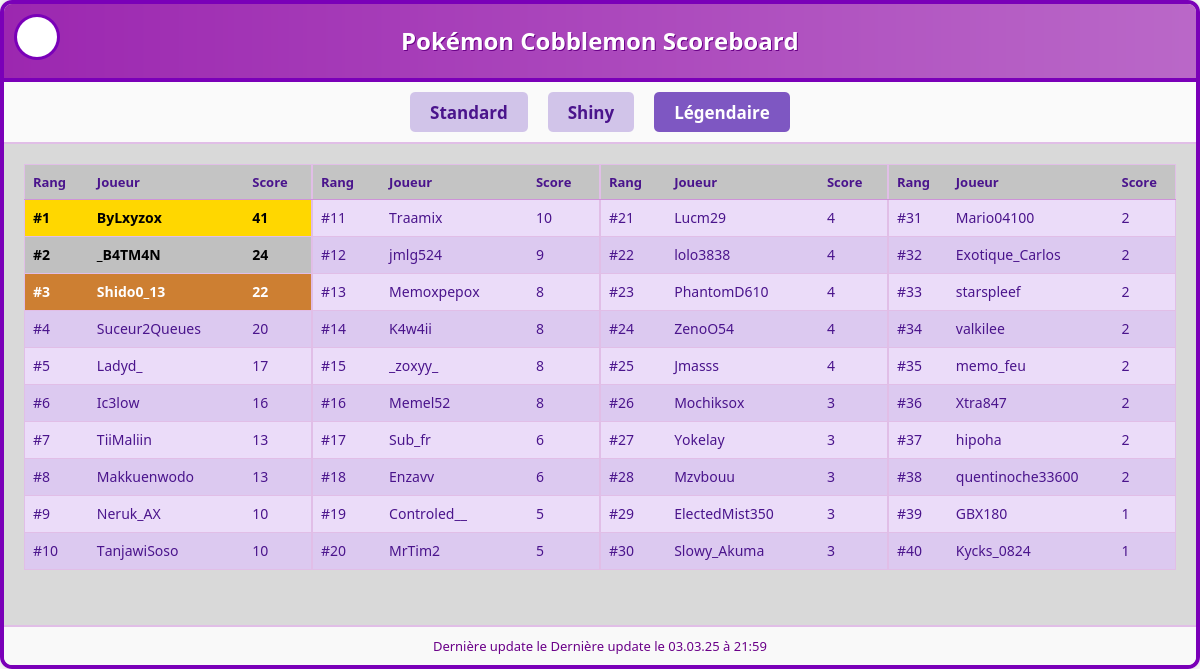 Pokémon Cobblemon Scoreboard
Standard Shiny Légendaire
Rang Joueur Score Rang Joueur Score Rang Joueur Score Rang Joueur Score
#1 ByLxyzox 41 #11 Traamix 10 #21 Lucm29 4 #31 Mario04100 2
#2 _B4TM4N 24 #12 jmlg524 9 #22 lolo3838 4 #32 Exotique_Carlos 2
#3 Shido0_13 22 #13 Memoxpepox 8 #23 PhantomD610 4 #33 starspleef 2
#4 Suceur2Queues 20 #14 K4w4ii 8 #24 ZenoO54 4 #34 valkilee 2
#5 Ladyd_ 17 #15 _zoxyy_ 8 #25 Jmasss 4 #35 memo_feu 2
#6 Ic3low 16 #16 Memel52 8 #26 Mochiksox 3 #36 Xtra847 2
#7 TiiMaliin 13 #17 Sub_fr 6 #27 Yokelay 3 #37 hipoha 2
#8 Makkuenwodo 13 #18 Enzavv 6 #28 Mzvbouu 3 #38 quentinoche33600 2
#9 Neruk_AX 10 #19 Controled__ 5 #29 ElectedMist350 3 #39 GBX180 1
#10 TanjawiSoso 10 #20 MrTim2 5 #30 Slowy_Akuma 3 #40 Kycks_0824 1
Dernière update le Dernière update le 03.03.25 à 21:59